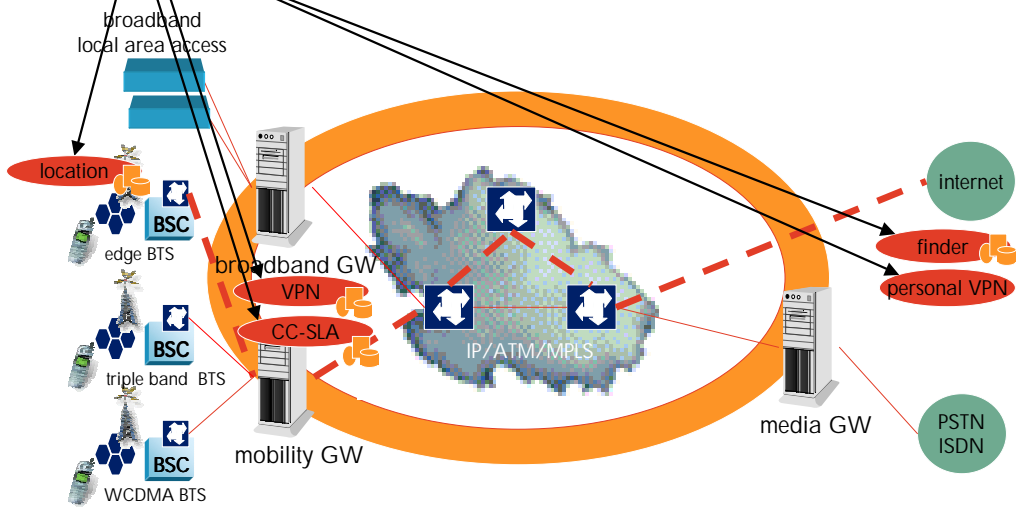 broadband
local area access
location
BSC
edge BTS
broadband GW
VPN
CC-SLA
BSC
triple band BTS
BSC
WCDMA BTS
mobility GW
IP/ATM/MPLS
media GW
internet
finder
personal VPN
PSTN
ISDN